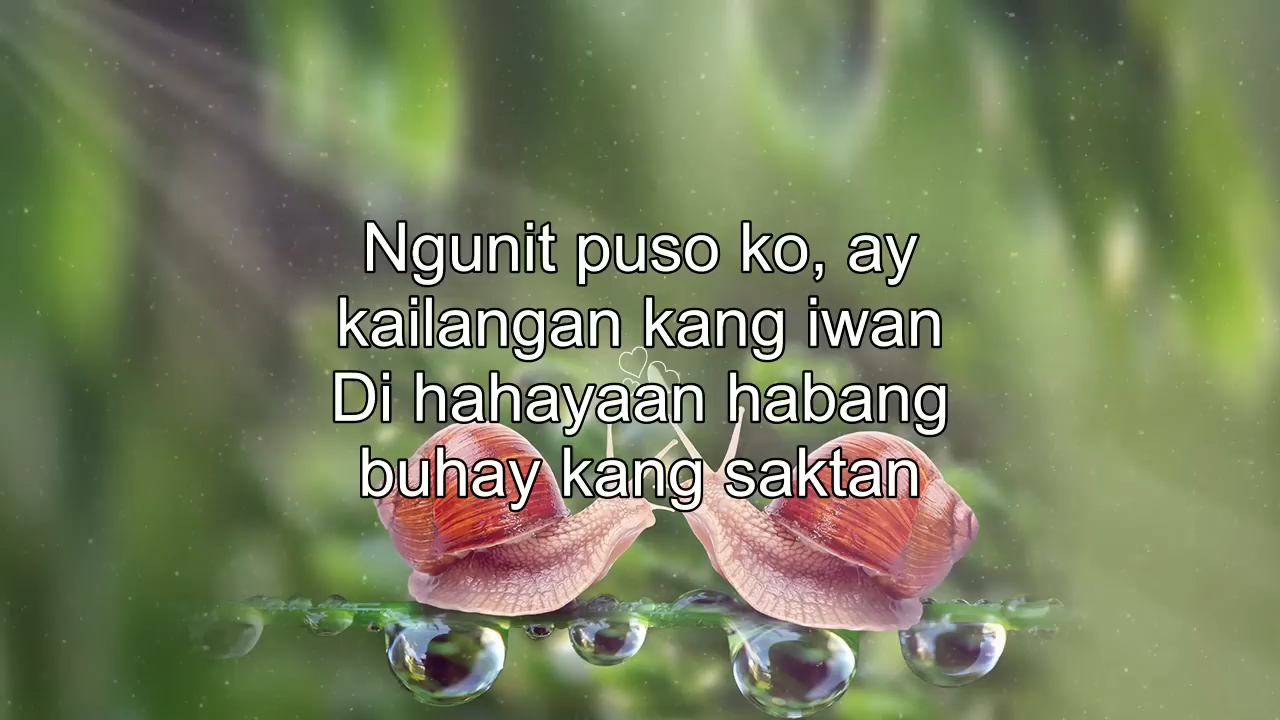 Ngunit puso ko, ay
kailangan kang iwan
Di hahayaan habang
buhay kang saktan